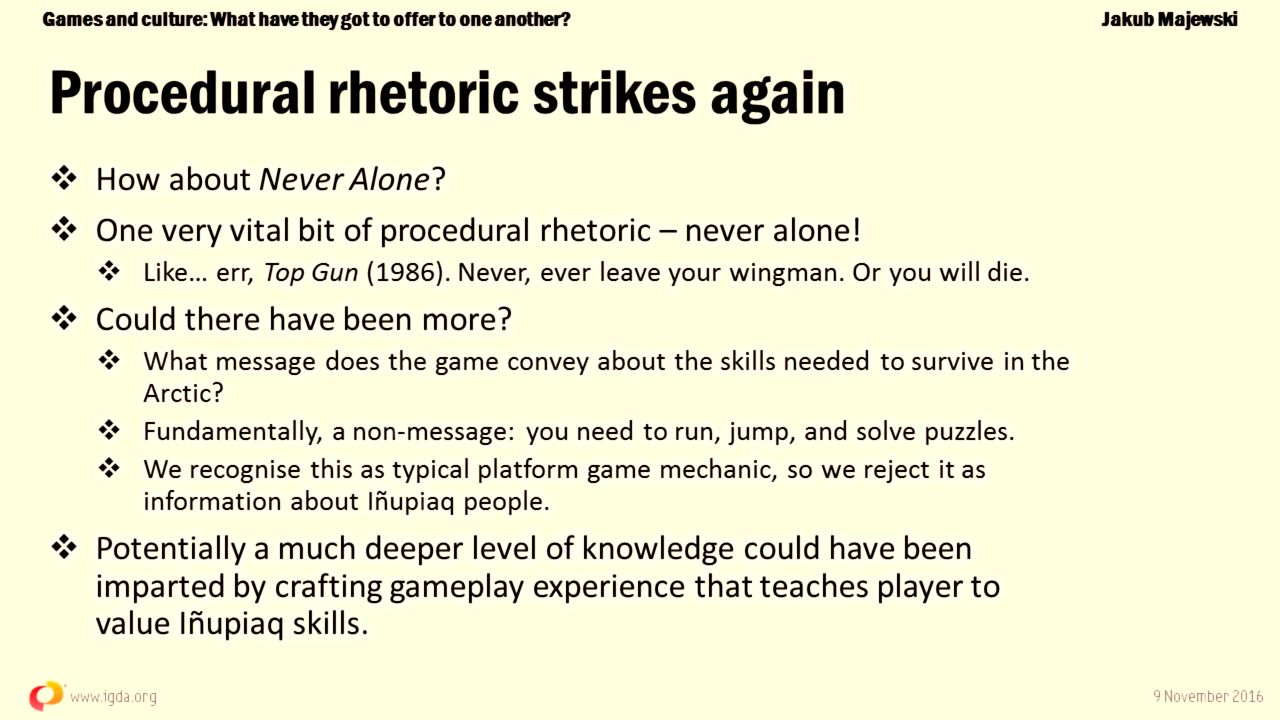 Games and culture: What have they got to offer to one another?
Jakub Majewski
Procedural rhetoric strikes again
❖ How about Never Alone?
❖ One very vital bit of procedural rhetoric – never alone!
❖ Like... err, Top Gun (1986). Never, ever leave your wingman. Or you will die.
❖ Could there have been more?
❖ What message does the game convey about the skills needed to survive in the
Arctic?
❖ Fundamentally, a non-message: you need to run, jump, and solve puzzles.
❖ We recognise this as typical platform game mechanic, so we reject it as
information about Iñupiaq people.
❖ Potentially a much deeper level of knowledge could have been
imparted by crafting gameplay experience that teaches player to
value Iñupiaq skills.
www.igda.org
9 November 2016